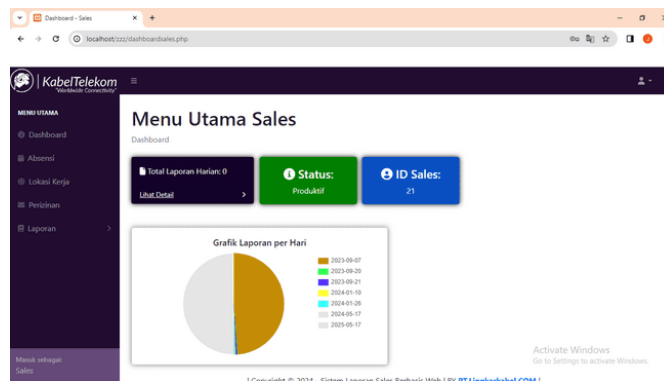 Dashboard - Sales
localhost/zzz/dashboardsales.php
KabelTelekom
"Worldwide Connectivity"
MENU UTAMA
Dashboard
Absensi
Lokasi Kerja
Perizinan
Laporan
Masuk sebagai:
Sales
Menu Utama Sales
Dashboard
Total Laporan Harian: 0
Lihat Detail
Status:
Produktif
ID Sales:
21
Grafik Laporan per Hari
2023-09-07
2023-09-20
2023-09-21
2024-01-10
2024-01-26
2024-05-17
2025-05-17
Activate Windows
Go to Settings to activate Windows.
| Copyright © 2024 - Sistem Laporan Sales Berbasis Web | BY PT.Lingkarkabel.COM |